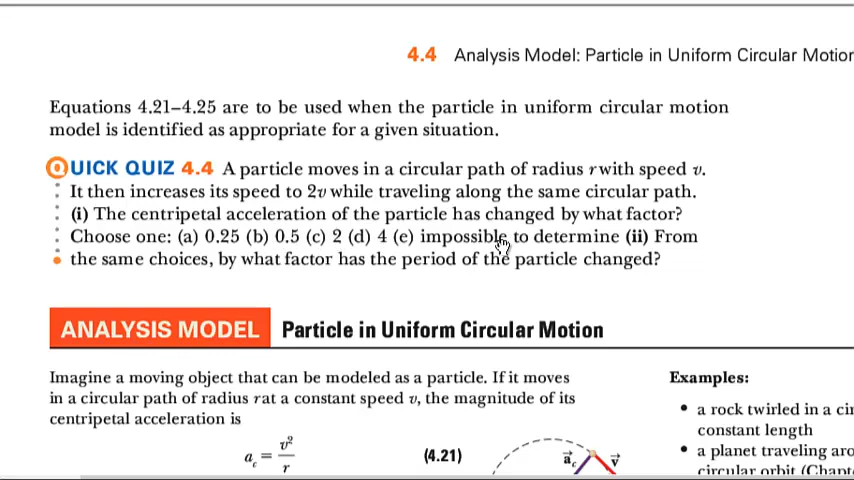 4.4 Analysis Model: Particle in Uniform Circular Motion
Equations 4.21–4.25 are to be used when the particle in uniform circular motion
model is identified as appropriate for a given situation.
QUICK QUIZ 4.4 A particle moves in a circular path of radius r with speed v.
It then increases its speed to 2v while traveling along the same circular path.
(i) The centripetal acceleration of the particle has changed by what factor?
Choose one: (a) 0.25 (b) 0.5 (c) 2 (d) 4 (e) impossible to determine (ii) From
the same choices, by what factor has the period of the particle changed?
ANALYSIS MODEL Particle in Uniform Circular Motion
Imagine a moving object that can be modeled as a particle. If it moves
in a circular path of radius r at a constant speed v, the magnitude of its
centripetal acceleration is
a_c = v²/r (4.21)
Examples:
• a rock twirled in a
constant length
• a planet traveling
circular orbit
a⃗_c v⃗